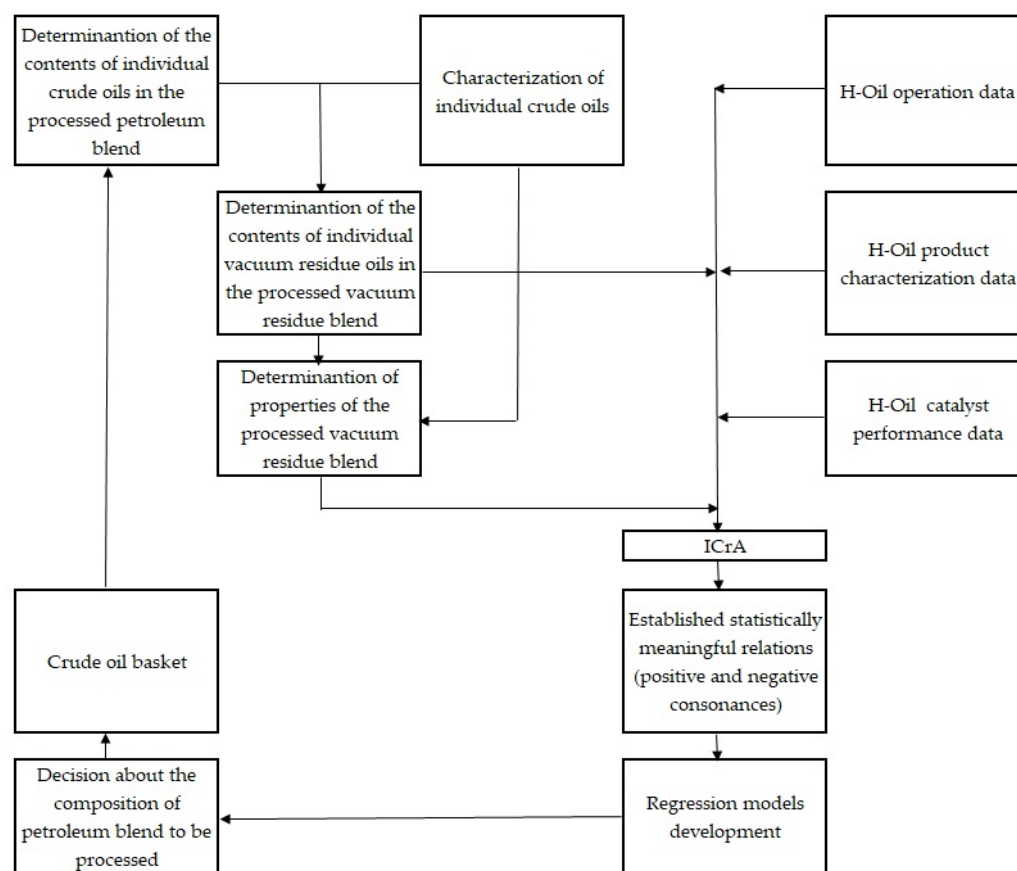 Determinantion of the
contents of individual
crude oils in the
processed petroleum
blend
Characterization of
individual crude oils
H-Oil operation data
Determinantion of the
contents of individual
vacuum residue oils in
the processed vacuum
residue blend
H-Oil product
characterization data
Determinantion of
properties of the
processed vacuum
residue blend
H-Oil catalyst
performance data
ICrA
Established statistically
meaningful relations
(positive and negative
consonances)
Crude oil basket
Regression models
development
Decision about the
composition of
petroleum blend to be
processed